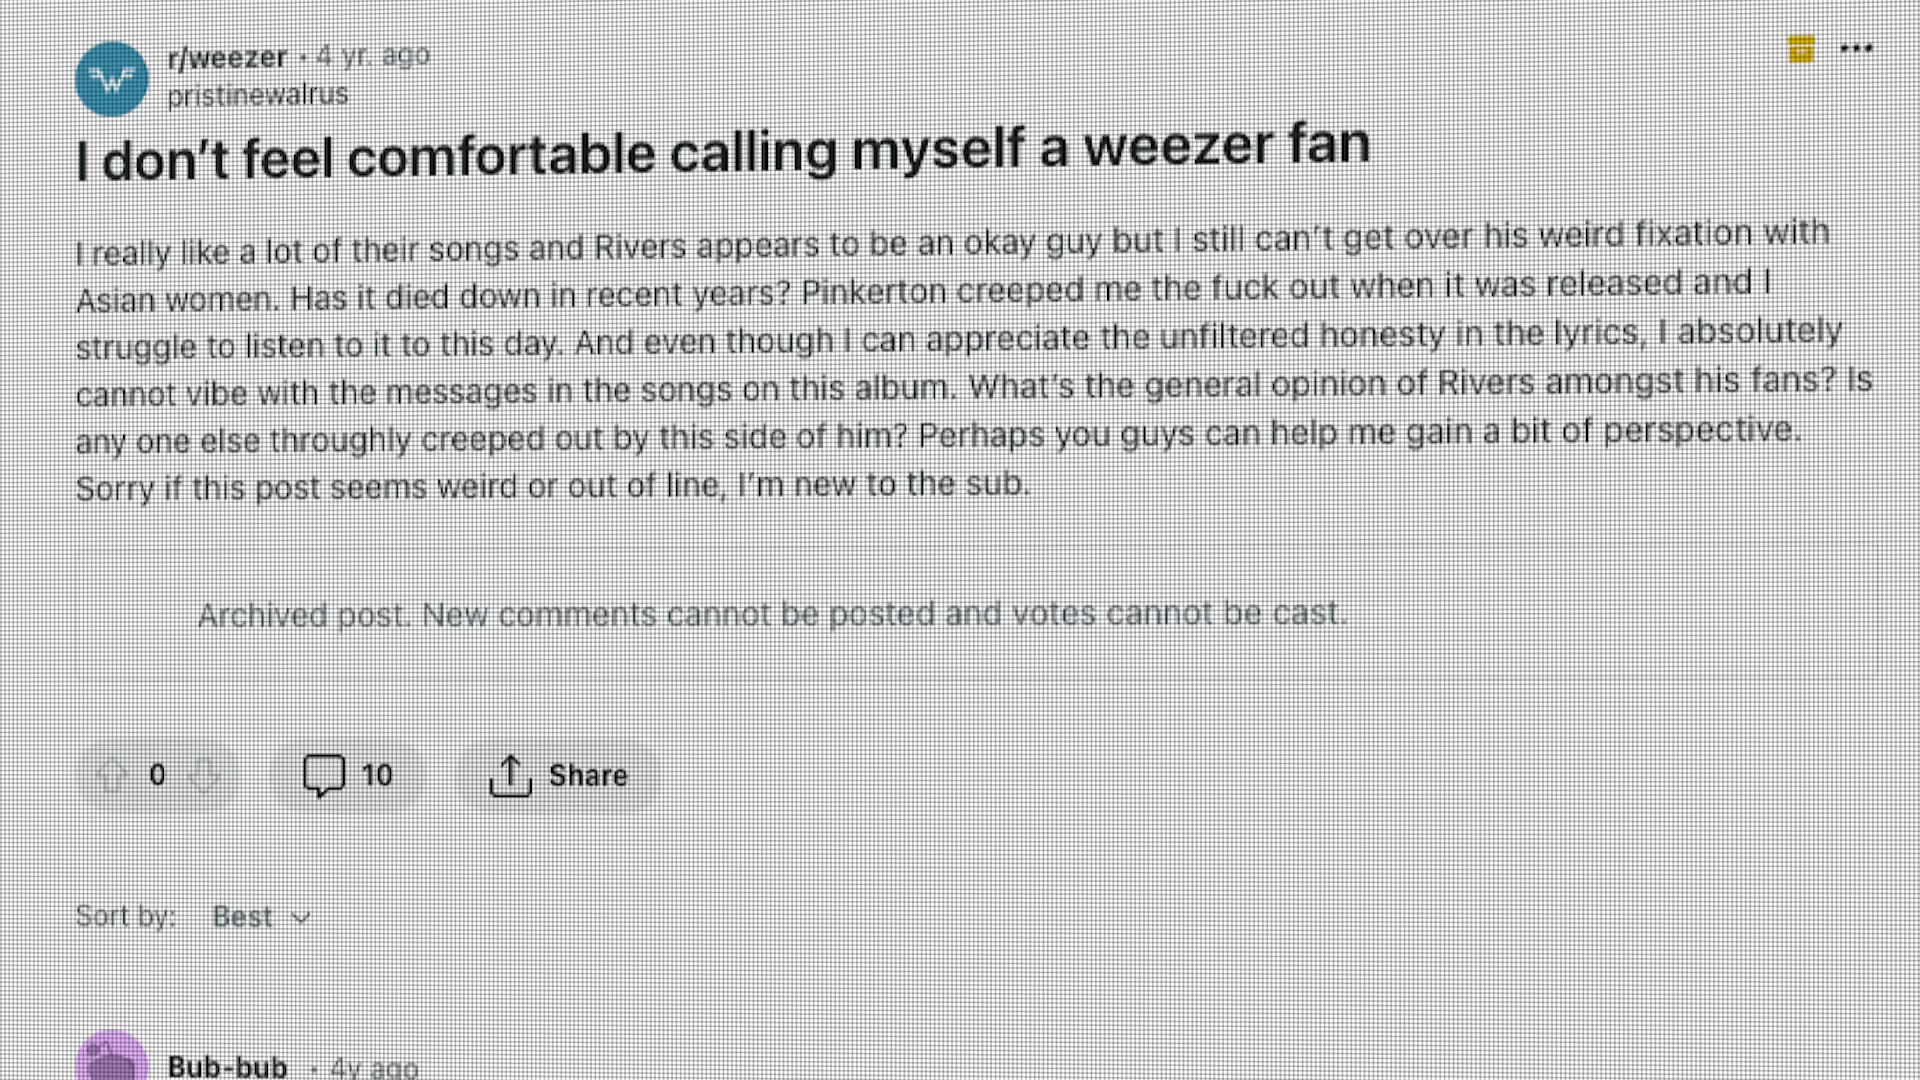 r/weezer · 4 yr. ago
pristinewalrus
I don't feel comfortable calling myself a weezer fan
I really like a lot of their songs and Rivers appears to be an okay guy but I still can't get over his weird fixation with
Asian women. Has it died down in recent years? Pinkerton creeped me the fuck out when it was released and I
struggle to listen to it to this day. And even though I can appreciate the unfiltered honesty in the lyrics, I absolutely
cannot vibe with the messages in the songs on this album. What's the general opinion of Rivers amongst his fans? Is
any one else throughly creeped out by this side of him? Perhaps you guys can help me gain a bit of perspective.
Sorry if this post seems weird or out of line, I'm new to the sub.
Archived post. New comments cannot be posted and votes cannot be cast.
0 10 Share
Sort by: Best
Bub-bub · 4y ago